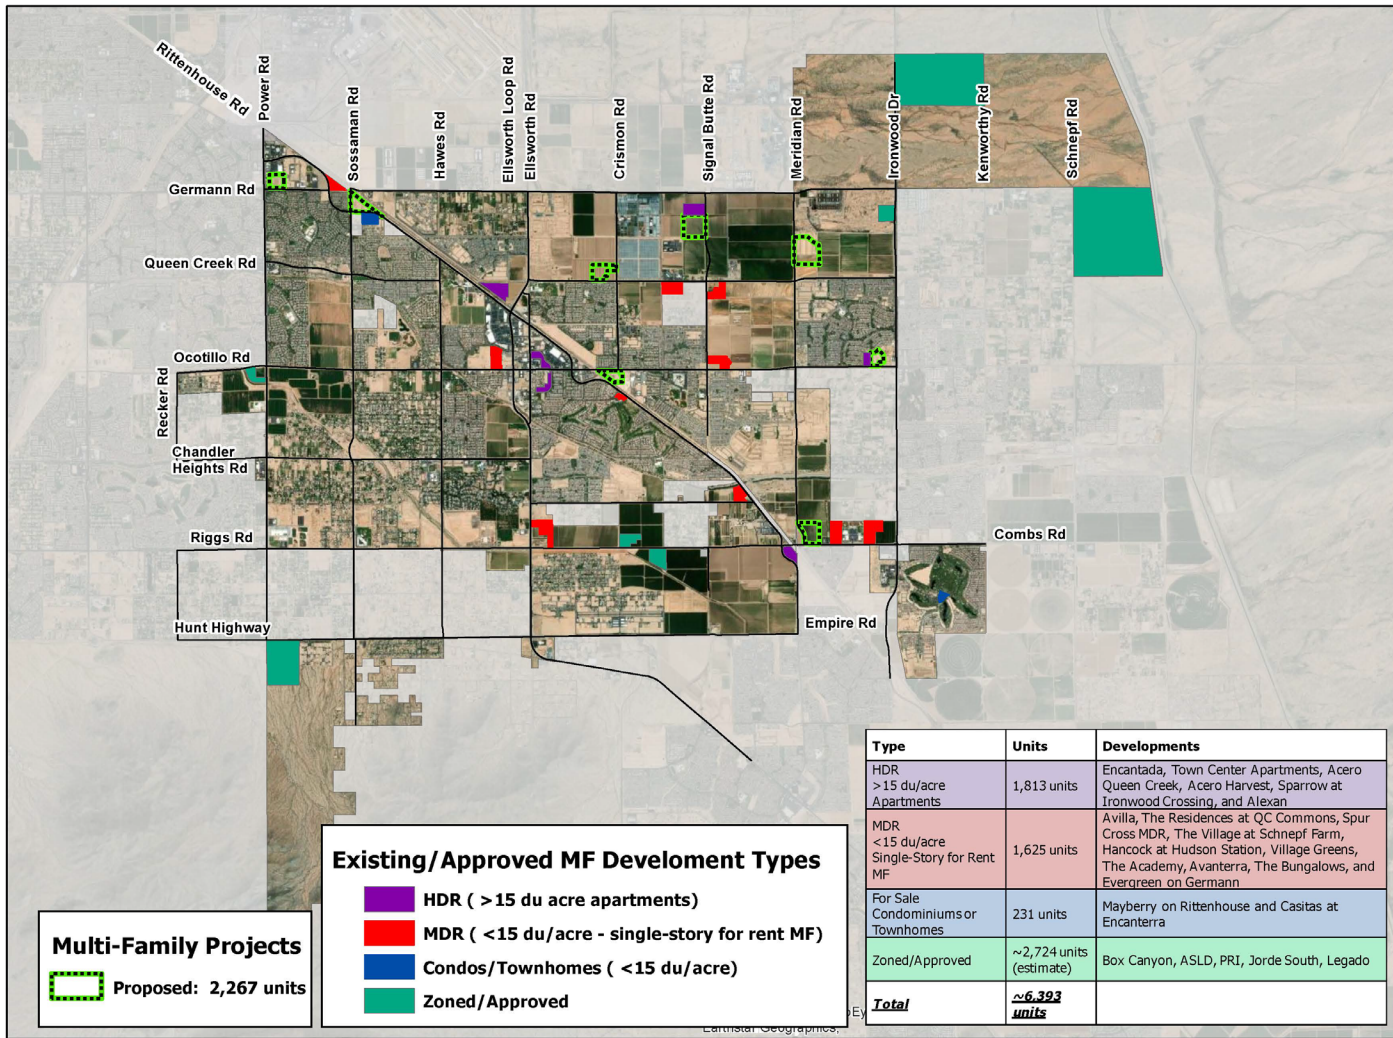 Rittenhouse Rd
Power Rd
Sossaman Rd
Hawes Rd
Ellsworth Loop Rd
Ellsworth Rd
Crismon Rd
Signal Butte Rd
Meridian Rd
Ironwood Dr
Kenworthy Rd
Schnepf Rd
Germann Rd
Queen Creek Rd
Ocotillo Rd
Recker Rd
Chandler
Heights Rd
Riggs Rd
Combs Rd
Hunt Highway
Empire Rd
Type Units Developments
HDR
>15 du/acre
Apartments
1,813 units
Encantada, Town Center Apartments, Acero
Queen Creek, Acero Harvest, Sparrow at
Ironwood Crossing, and Alexan
MDR
<15 du/acre
Single-Story for Rent
MF
1,625 units
Avilla, The Residences at QC Commons, Spur
Cross MDR, The Village at Schnepf Farm,
Hancock at Hudson Station, Village Greens,
The Academy, Avanterra, The Bungalows, and
Evergreen on Germann
For Sale
Condominiums or
Townhomes
231 units
Mayberry on Rittenhouse and Casitas at
Encanterra
Zoned/Approved
~2,724 units
(estimate)
Box Canyon, ASLD, PRI, Jorde South, Legado
Total
~6,393
units
Existing/Approved MF Develoment Types
HDR ( >15 du acre apartments)
MDR (<15 du/acre - single-story for rent MF)
Condos/Townhomes ( <15 du/acre)
Zoned/Approved
Multi-Family Projects
Proposed: 2,267 units
Earthstar Geographics,